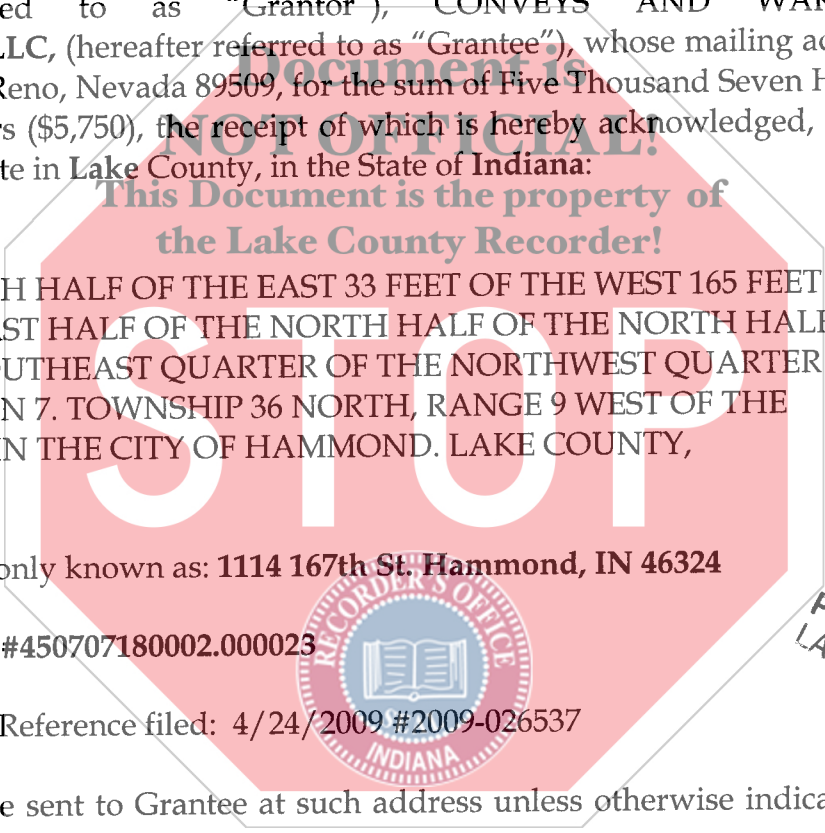 ed to as "Grantor"), CONVEYS AND WAR
LLC, (hereafter referred to as "Grantee"), whose mailing ad
Reno, Nevada 89509, for the sum of Five Thousand Seven H
rs ($5,750), the receipt of which is hereby acknowledged,
te in Lake County, in the State of Indiana:
Document is
NOT OFFICIAL!
This Document is the property of
the Lake County Recorder!
H HALF OF THE EAST 33 FEET OF THE WEST 165 FEET
AST HALF OF THE NORTH HALF OF THE NORTH HALF
OUTHEAST QUARTER OF THE NORTHWEST QUARTER
N 7. TOWNSHIP 36 NORTH, RANGE 9 WEST OF THE
IN THE CITY OF HAMMOND. LAKE COUNTY,
STOP
only known as: 1114 167th St. Hammond, IN 46324
#450707180002.000023
RECORDER'S OFFICE
INDIANA
LA
Reference filed: 4/24/2009 #2009-026537
e sent to Grantee at such address unless otherwise indica